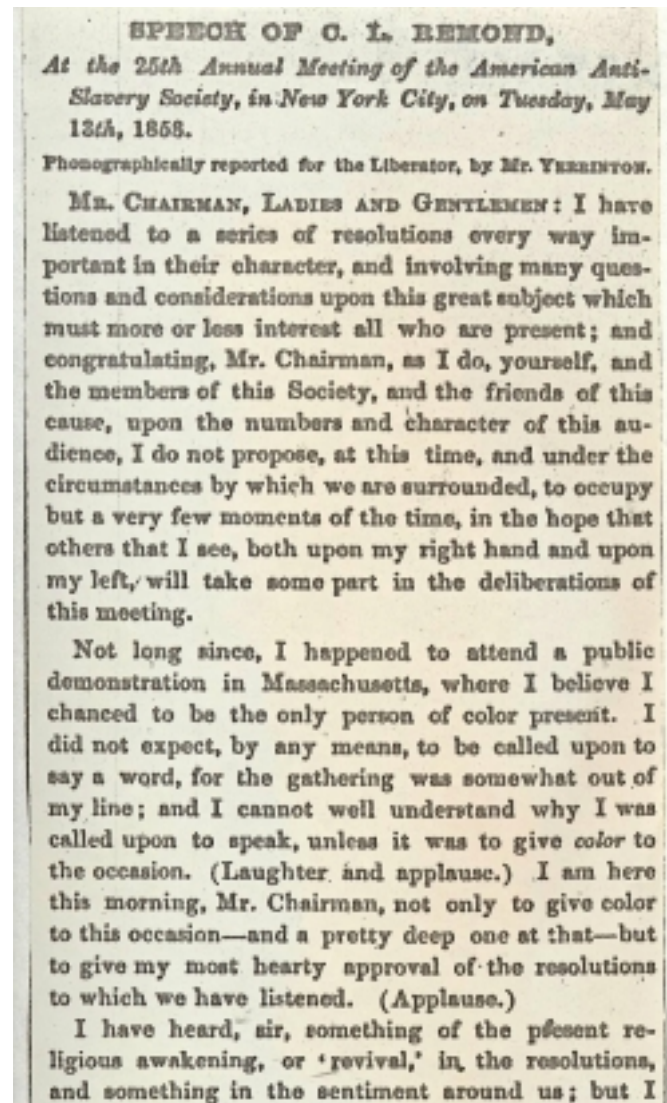 SPEECH OF C. L. REMOND,
At the 25th Annual Meeting of the American Anti-
Slavery Society, in New York City, on Tuesday, May
13th, 1858.
Phonographically reported for the Liberator, by Mr. YERRINTON.
MR. CHAIRMAN, LADIES AND GENTLEMEN: I have
listened to a series of resolutions every way im-
portant in their character, and involving many ques-
tions and considerations upon this great subject which
must more or less interest all who are present; and
congratulating, Mr. Chairman, as I do, yourself, and
the members of this Society, and the friends of this
cause, upon the numbers and character of this au-
dience, I do not propose, at this time, and under the
circumstances by which we are surrounded, to occupy
but a very few moments of the time, in the hope that
others that I see, both upon my right hand and upon
my left, will take some part in the deliberations of
this meeting.
Not long since, I happened to attend a public
demonstration in Massachusetts, where I believe I
chanced to be the only person of color present. I
did not expect, by any means, to be called upon to
say a word, for the gathering was somewhat out of
my line; and I cannot well understand why I was
called upon to speak, unless it was to give color to
the occasion. (Laughter and applause.) I am here
this morning, Mr. Chairman, not only to give color
to this occasion—and a pretty deep one at that—but
to give my most hearty approval of the resolutions
to which we have listened. (Applause.)
I have heard, sir, something of the present re-
ligious awakening, or 'revival,' in the resolutions,
and something in the sentiment around us; but I